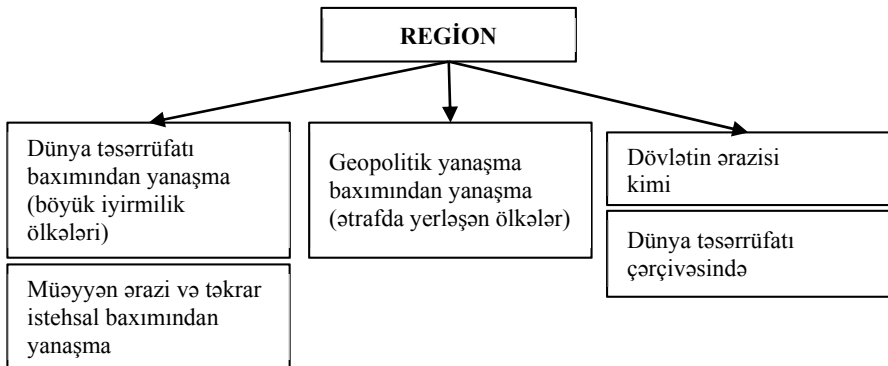 REGİON
Dünya təsərrüfatı
baxımından yanaşma
(böyük iyirmilik
ölkələri)
Müəyyən ərazi və təkrar
istehsal baxımından
yanaşma
Geopolitik yanaşma
baxımından yanaşma
(ətrafda yerləşən ölkələr)
Dövlətin ərazisi
kimi
Dünya təsərrüfatı
çərçivəsində